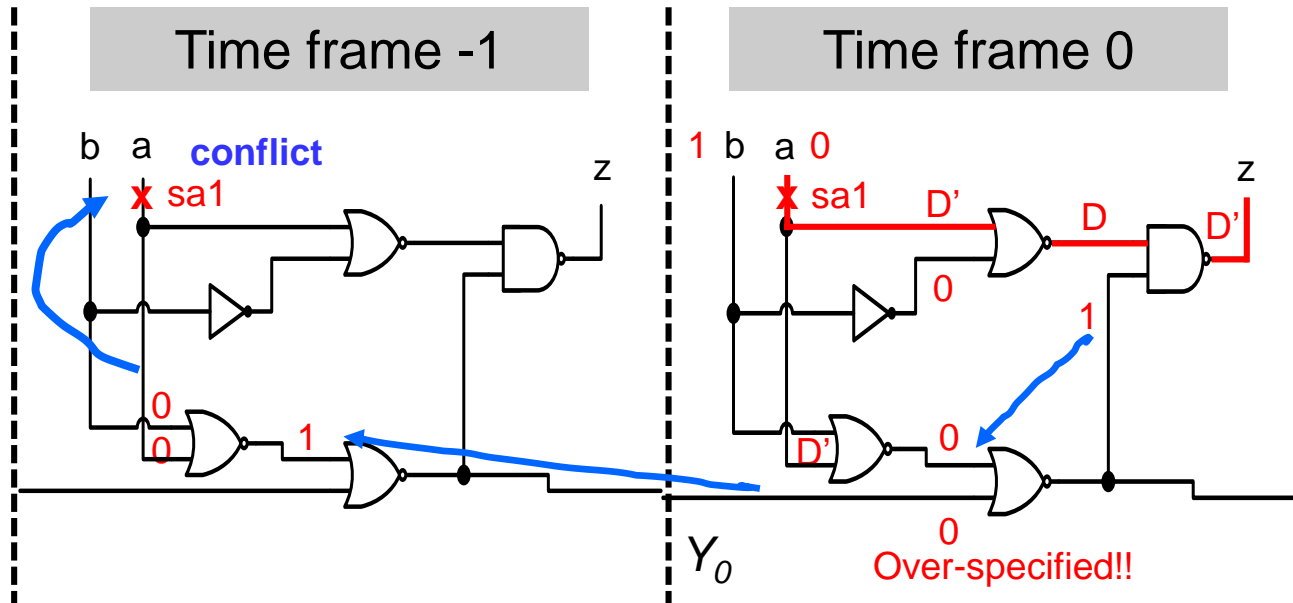 Time frame -1
Time frame 0
b a conflict
z
x sa1
0
0
1
1 b a 0
z
x sa1
D'
D
D'
0
1
D'
0
0
Y0
Over-specified!!